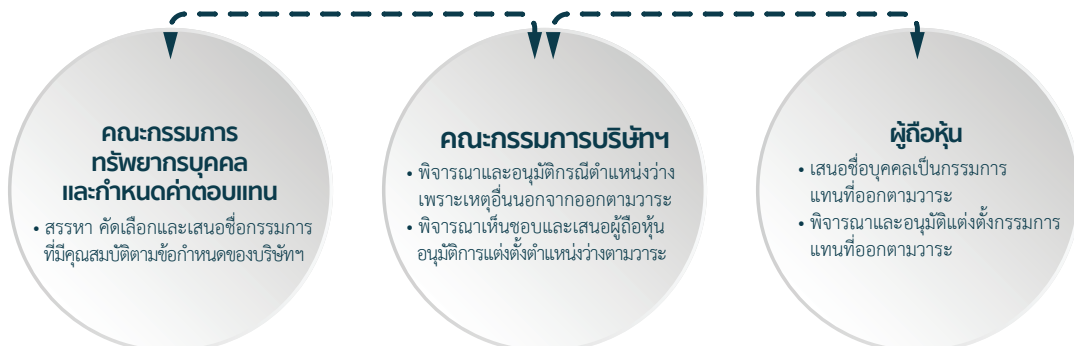 คณะกรรมการ
ทรัพยากรบุคคล
และกำหนดค่าตอบแทน
• สรรหา คัดเลือกและเสนอชื่อกรรมการ
ที่มีคุณสมบัติตามข้อกำหนดของบริษัทฯ
คณะกรรมการบริษัทฯ
• พิจารณาและอนุมัติกรณีตำแหน่งว่าง
เพราะเหตุอื่นนอกจากออกตามวาระ
• พิจารณาเห็นชอบและเสนอผู้ถือหุ้น
อนุมัติการแต่งตั้งตำแหน่งว่างตามวาระ
ผู้ถือหุ้น
• เสนอชื่อบุคคลเป็นกรรมการ
แทนที่ออกตามวาระ
• พิจารณาและอนุมัติแต่งตั้งกรรมการ
แทนที่ออกตามวาระ